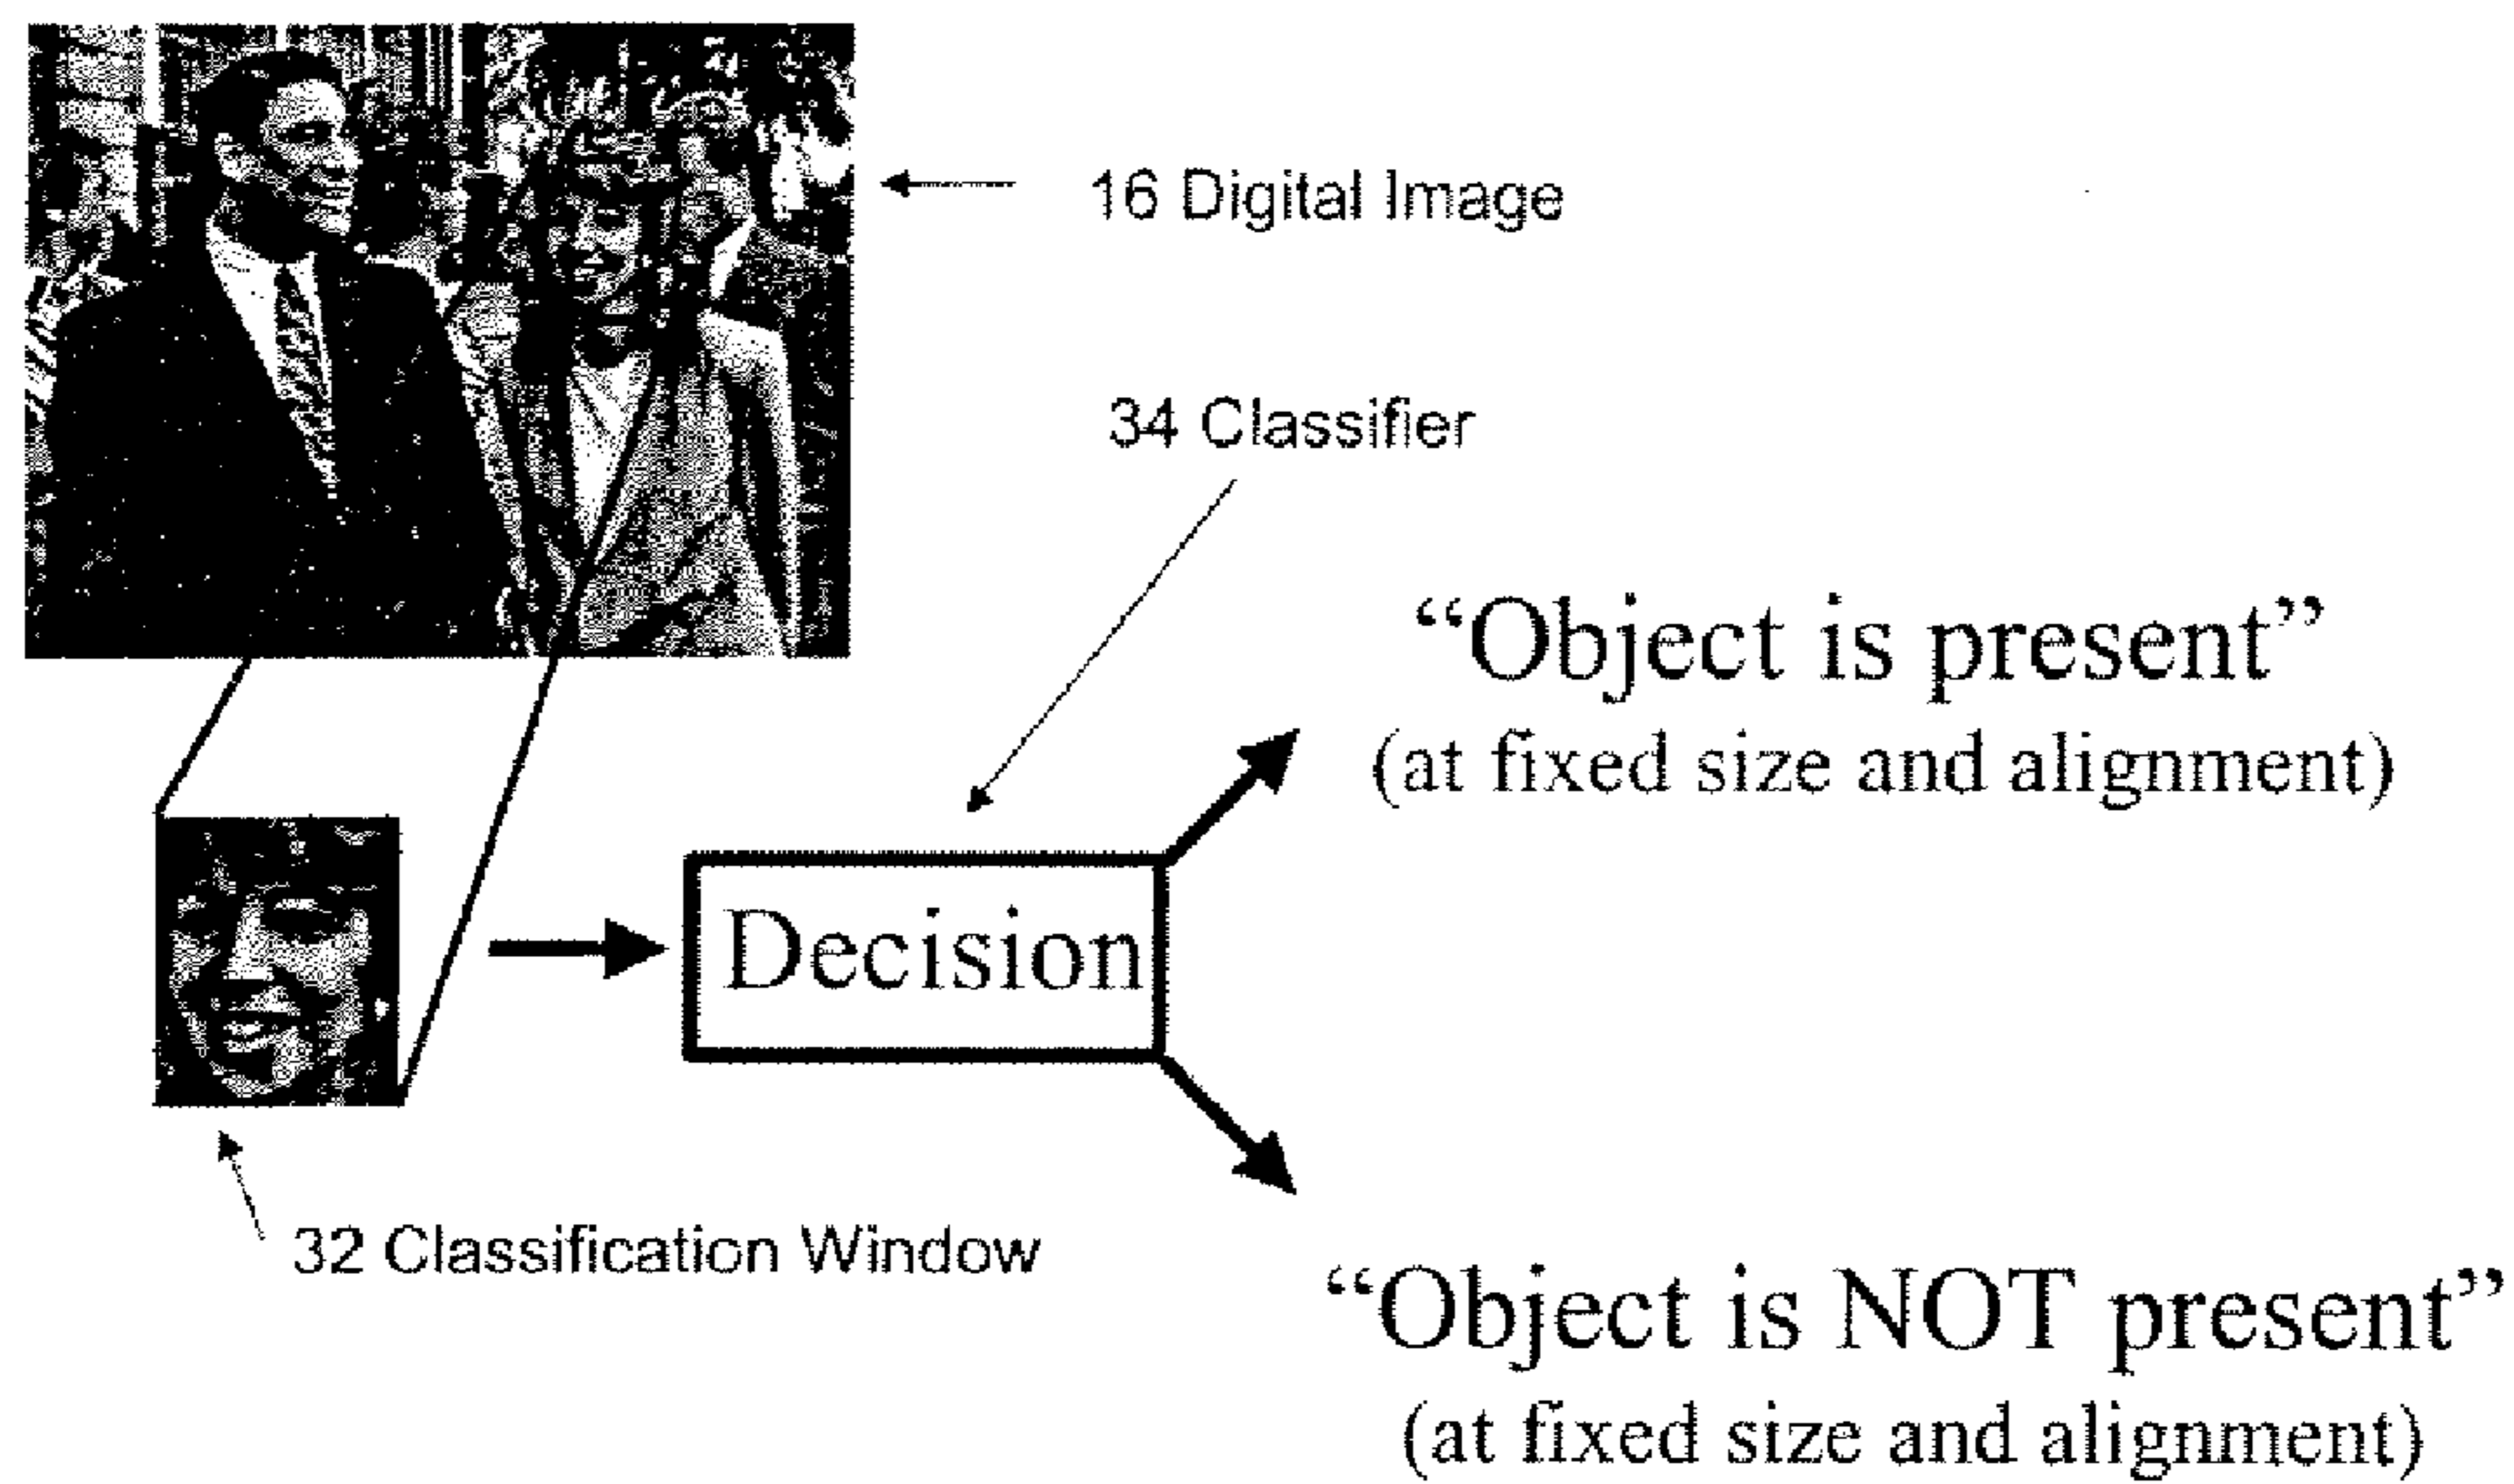 16 Digital Image
34 Classifier
“Object is present”
(at fixed size and alignment)
Decision
32 Classification Window
“Object is NOT present”
(at fixed size and alignment)